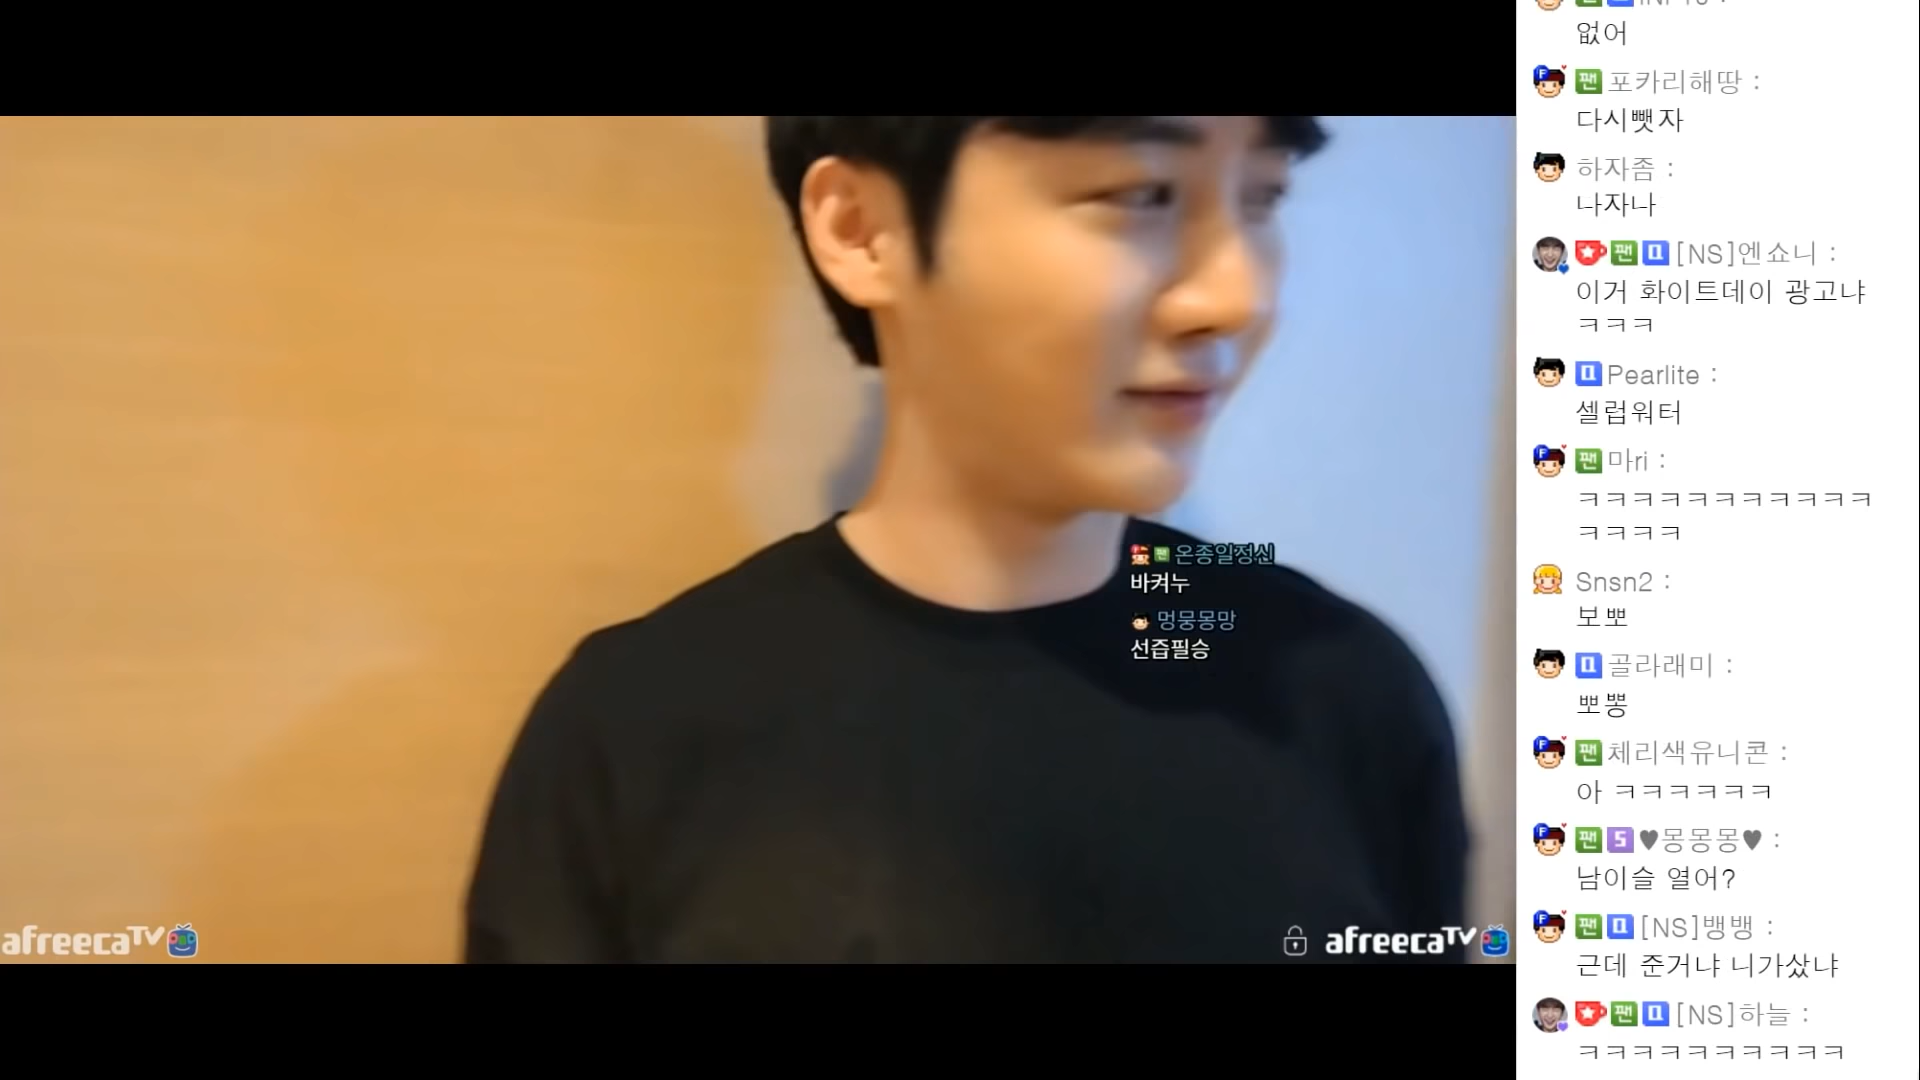 온종일정신
바켜누
멍뭉몽망
선즙필승
afreecaTV
afreecaTV
없어
팬 포카리해땅 :
다시뺏자
하자좀 :
나자나
팬 [NS]엔쇼니 :
이거 화이트데이 광고냐
ㅋㅋㅋ
Pearlite :
셀럽워터
팬 마ri :
ㅋㅋㅋㅋㅋㅋㅋㅋㅋㅋㅋ
ㅋㅋㅋㅋ
Snsn2 :
보뽀
골라래미 :
뽀뽕
팬 체리색유니콘 :
아 ㅋㅋㅋㅋㅋㅋ
팬 S ♥몽몽몽♥ :
남이슬 열어?
팬 [NS]뱅뱅 :
근데 준거냐 니가샀냐
팬 [NS]하늘 :
ㅋㅋㅋㅋㅋㅋㅋㅋㅋㅋ